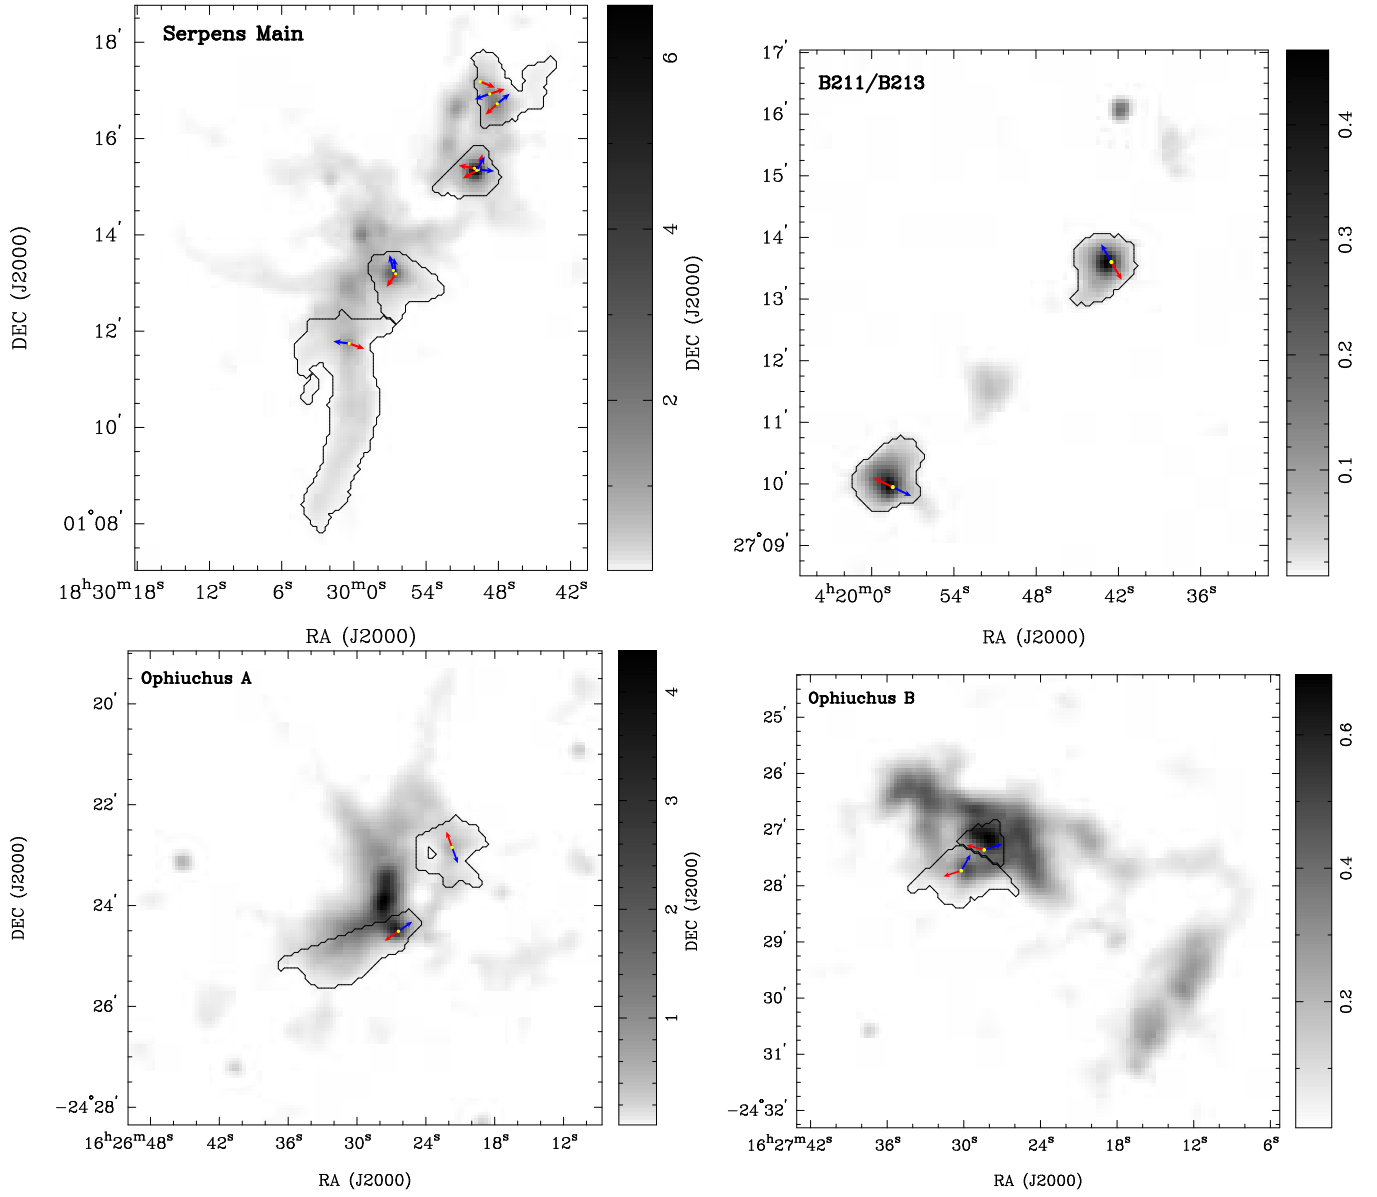 Serpens Main
18′
16′
14′
12′
10′
01°08′
DEC (J2000)
18ʰ30ᵐ18ˢ 12ˢ 6ˢ 30ᵐ0ˢ 54ˢ 48ˢ 42ˢ
RA (J2000)
6
4
2
B211/B213
17′
16′
15′
14′
13′
12′
11′
10′
27°09′
DEC (J2000)
4ʰ20ᵐ0ˢ 54ˢ 48ˢ 42ˢ 36ˢ
RA (J2000)
0.4
0.3
0.2
0.1
Ophiuchus A
20′
22′
24′
26′
−24°28′
DEC (J2000)
16ʰ26ᵐ48ˢ 36ˢ 30ˢ 24ˢ 18ˢ 12ˢ
RA (J2000)
4
3
2
1
Ophiuchus B
25′
26′
27′
28′
29′
30′
31′
−24°32′
DEC (J2000)
16ʰ27ᵐ42ˢ 36ˢ 30ˢ 24ˢ 18ˢ 12ˢ 6ˢ
RA (J2000)
0.6
0.4
0.2